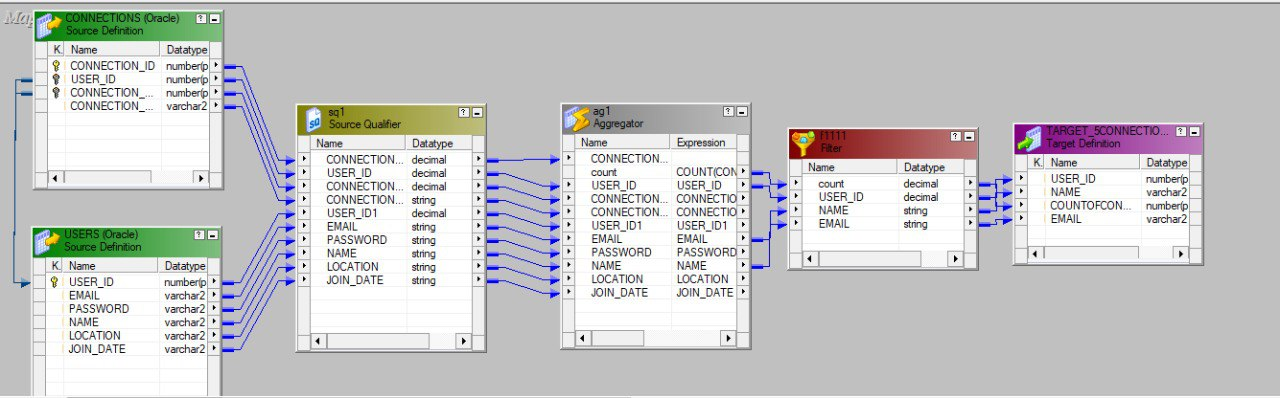 Map
CONNECTIONS (Oracle)
Source Definition
K. Name Datatype
CONNECTION_ID number(p
USER_ID number(p
CONNECTION_... number(p
CONNECTION_... varchar2
USERS (Oracle)
Source Definition
K. Name Datatype
USER_ID number(p
EMAIL varchar2
PASSWORD varchar2
NAME varchar2
LOCATION varchar2
JOIN_DATE varchar2
sq1
Source Qualifier
SQ
Name Datatype
CONNECTION... decimal
USER_ID decimal
CONNECTION... decimal
CONNECTION... string
USER_ID1 decimal
EMAIL string
PASSWORD string
NAME string
LOCATION string
JOIN_DATE string
ag1
Aggregator
Name Expression
CONNECTION...
count COUNT(CON
USER_ID USER_ID
CONNECTION... CONNECTIO
CONNECTION... CONNECTIO
USER_ID1 USER_ID1
EMAIL EMAIL
PASSWORD PASSWORD
NAME NAME
LOCATION LOCATION
JOIN_DATE JOIN_DATE
Filter
Name Datatype
count decimal
USER_ID decimal
NAME string
EMAIL string
TARGET_5CONNECTIO...
Target Definition
K. Name Datatype
USER_ID number(p
NAME varchar2
COUNTOFCON... number(p
EMAIL varchar2